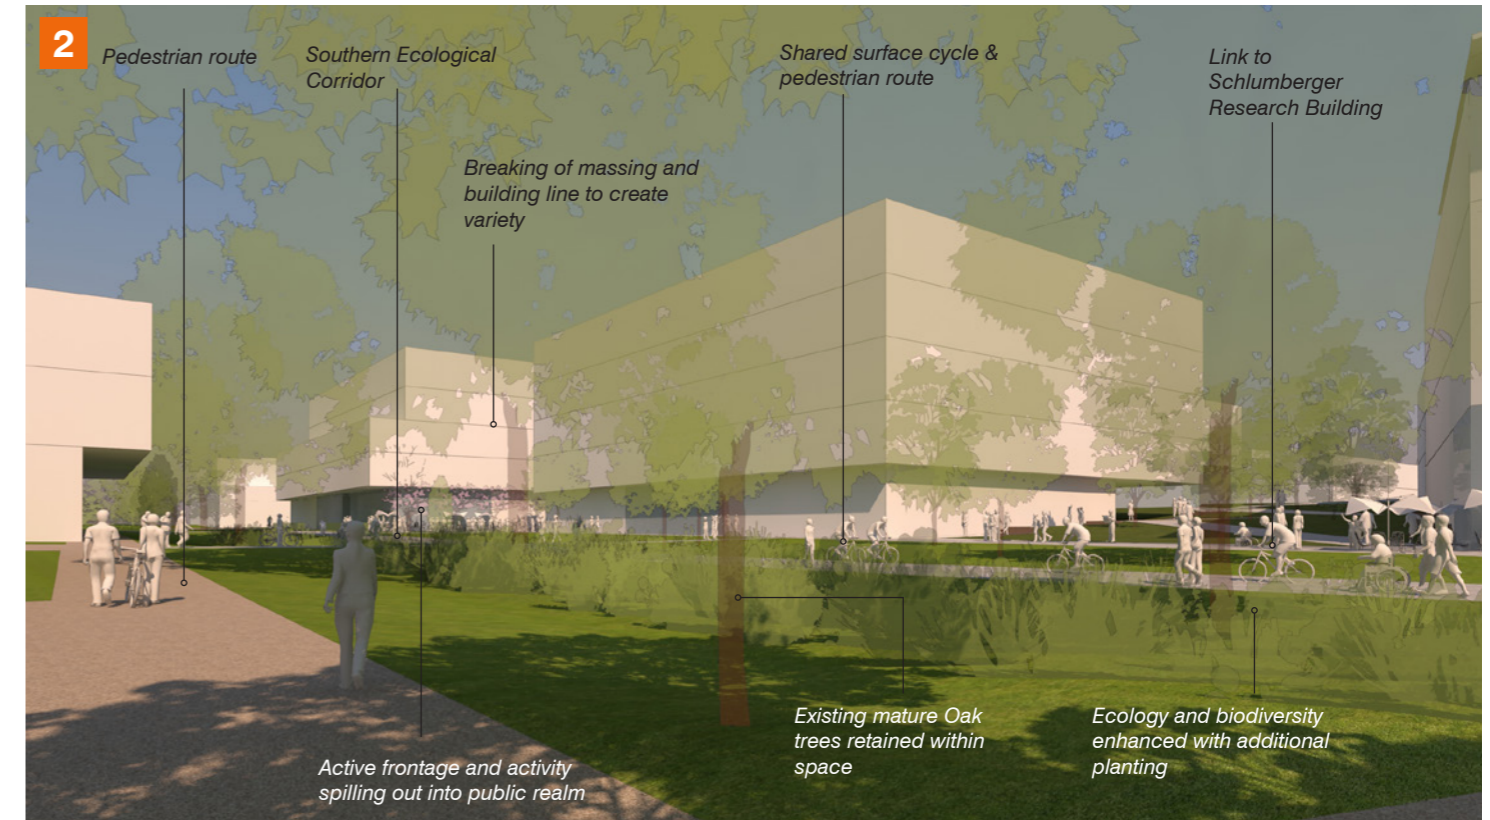 2
Pedestrian route
Southern Ecological
Corridor
Shared surface cycle &
pedestrian route
Link to
Schlumberger
Research Building
Breaking of massing and
building line to create
variety
Existing mature Oak
trees retained within
space
Ecology and biodiversity
enhanced with additional
planting
Active frontage and activity
spilling out into public realm